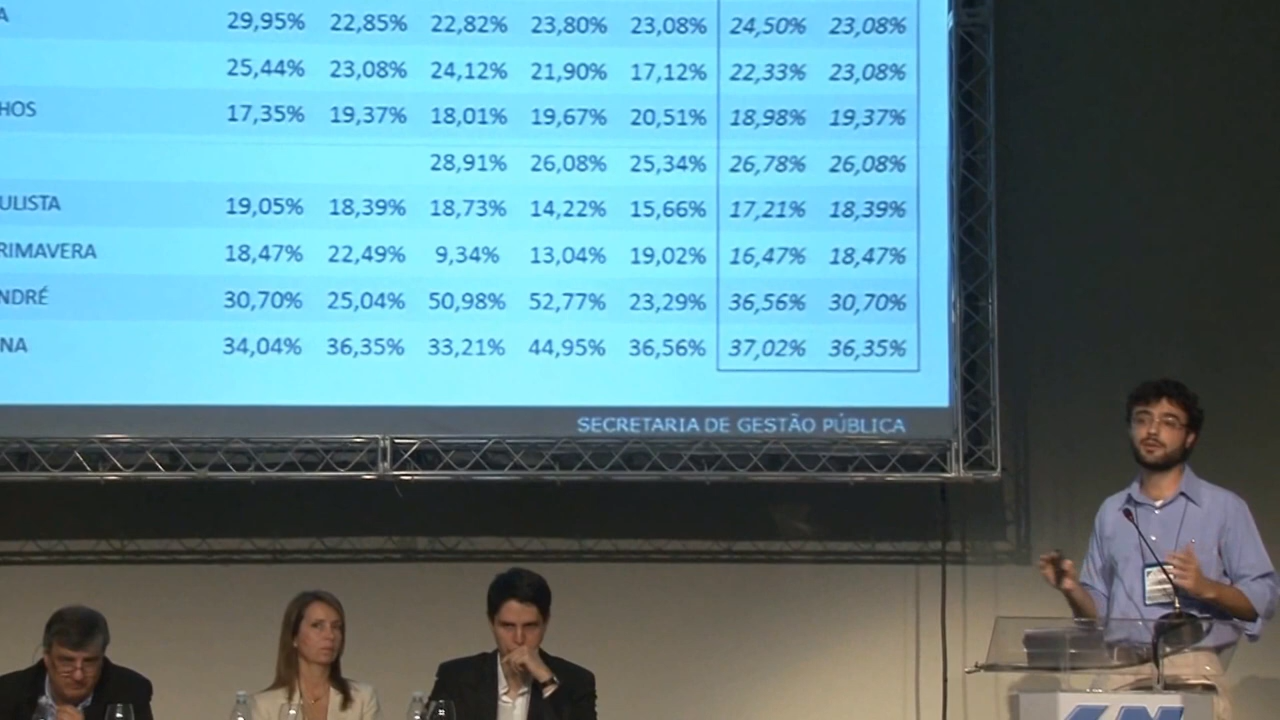 A 29,95% 22,85% 22,82% 23,80% 23,08% 24,50% 23,08%
25,44% 23,08% 24,12% 21,90% 17,12% 22,33% 23,08%
HOS 17,35% 19,37% 18,01% 19,67% 20,51% 18,98% 19,37%
28,91% 26,08% 25,34% 26,78% 26,08%
ULISTA 19,05% 18,39% 18,73% 14,22% 15,66% 17,21% 18,39%
RIMAVERA 18,47% 22,49% 9,34% 13,04% 19,02% 16,47% 18,47%
NDRÉ 30,70% 25,04% 50,98% 52,77% 23,29% 36,56% 30,70%
NA 34,04% 36,35% 33,21% 44,95% 36,56% 37,02% 36,35%
SECRETARIA DE GESTÃO PÚBLICA